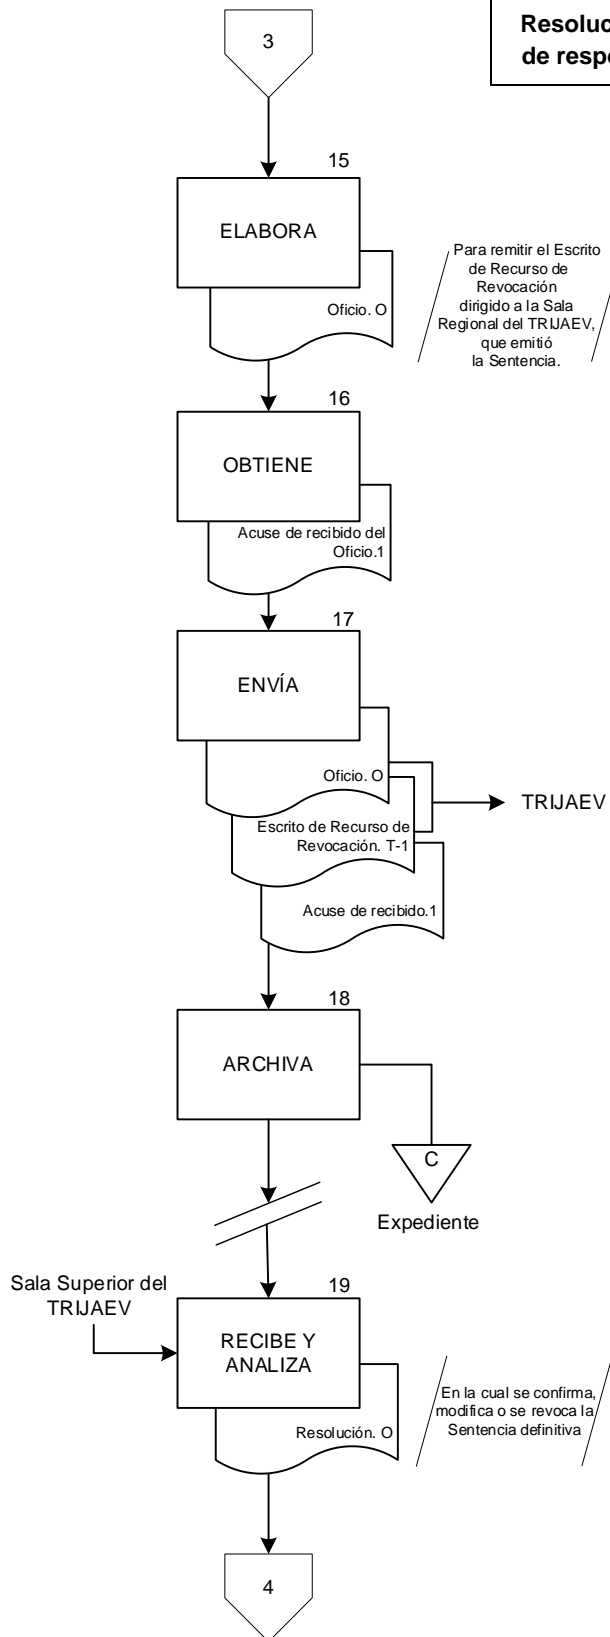 3
Resoluc
de respo
15
ELABORA
Oficio. O
Para remitir el Escrito
de Recurso de
Revocación
dirigido a la Sala
Regional del TRIJAEV,
que emitió
la Sentencia.
16
OBTIENE
Acuse de recibido del
Oficio.1
17
ENVÍA
Oficio. O
Escrito de Recurso de
Revocación. T-1
Acuse de recibido.1
TRIJAEV
18
ARCHIVA
C
Expediente
Sala Superior del
TRIJAEV
19
RECIBE Y
ANALIZA
Resolución. O
En la cual se confirma,
modifica o se revoca la
Sentencia definitiva
4